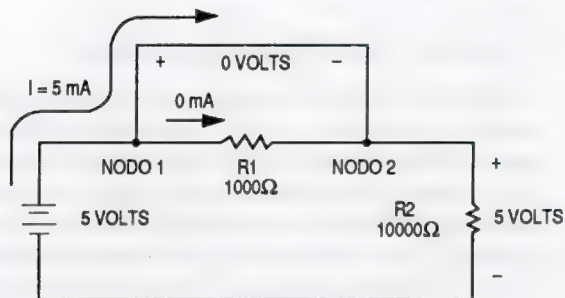 + 0 VOLTS −
I = 5 mA
0 mA
NODO 1
R1
1000Ω
NODO 2
+
5 VOLTS
R2
10000Ω
5 VOLTS
−